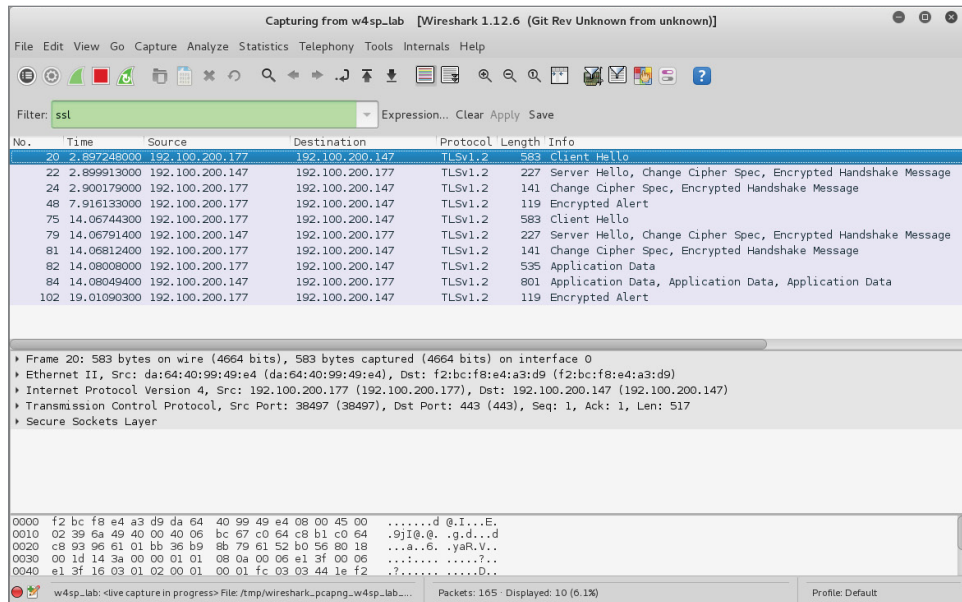 Capturing from w4sp_lab [Wireshark 1.12.6 (Git Rev Unknown from unknown)]
File Edit View Go Capture Analyze Statistics Telephony Tools Internals Help
Filter: ssl Expression... Clear Apply Save
No. Time Source Destination Protocol Length Info
20 2.897248000 192.100.200.177 192.100.200.147 TLSv1.2 583 Client Hello
22 2.899913000 192.100.200.147 192.100.200.177 TLSv1.2 227 Server Hello, Change Cipher Spec, Encrypted Handshake Message
24 2.900179000 192.100.200.177 192.100.200.147 TLSv1.2 141 Change Cipher Spec, Encrypted Handshake Message
48 7.916133000 192.100.200.147 192.100.200.177 TLSv1.2 119 Encrypted Alert
75 14.06744300 192.100.200.177 192.100.200.147 TLSv1.2 583 Client Hello
79 14.06791400 192.100.200.147 192.100.200.177 TLSv1.2 227 Server Hello, Change Cipher Spec, Encrypted Handshake Message
81 14.06812400 192.100.200.177 192.100.200.147 TLSv1.2 141 Change Cipher Spec, Encrypted Handshake Message
82 14.08008000 192.100.200.177 192.100.200.147 TLSv1.2 535 Application Data
84 14.08049400 192.100.200.147 192.100.200.177 TLSv1.2 801 Application Data, Application Data, Application Data
102 19.01090300 192.100.200.177 192.100.200.147 TLSv1.2 119 Encrypted Alert
Frame 20: 583 bytes on wire (4664 bits), 583 bytes captured (4664 bits) on interface 0
Ethernet II, Src: da:64:40:99:49:e4 (da:64:40:99:49:e4), Dst: f2:bc:f8:e4:a3:d9 (f2:bc:f8:e4:a3:d9)
Internet Protocol Version 4, Src: 192.100.200.177 (192.100.200.177), Dst: 192.100.200.147 (192.100.200.147)
Transmission Control Protocol, Src Port: 38497 (38497), Dst Port: 443 (443), Seq: 1, Ack: 1, Len: 517
Secure Sockets Layer
0000 f2 bc f8 e4 a3 d9 da 64 40 99 49 e4 08 00 45 00 .......d @.I...E.
0010 02 39 6a 49 40 00 40 06 bc 67 c0 64 c8 b1 c0 64 .9jI@.@. .g.d...d
0020 c8 93 96 61 01 bb 36 b9 8b 79 61 52 b0 56 80 18 ...a..6. .yaR.V..
0030 00 1d 14 3a 00 00 01 01 08 0a 00 06 e1 3f 00 06 ...:.... .....?..
0040 e1 3f 16 03 01 02 00 01 00 01 fc 03 03 44 1e f2 .?...... .....D..
w4sp_lab: <live capture in progress> File: /tmp/wireshark_pcapng_w4sp_lab_... Packets: 165 · Displayed: 10 (6.1%) Profile: Default